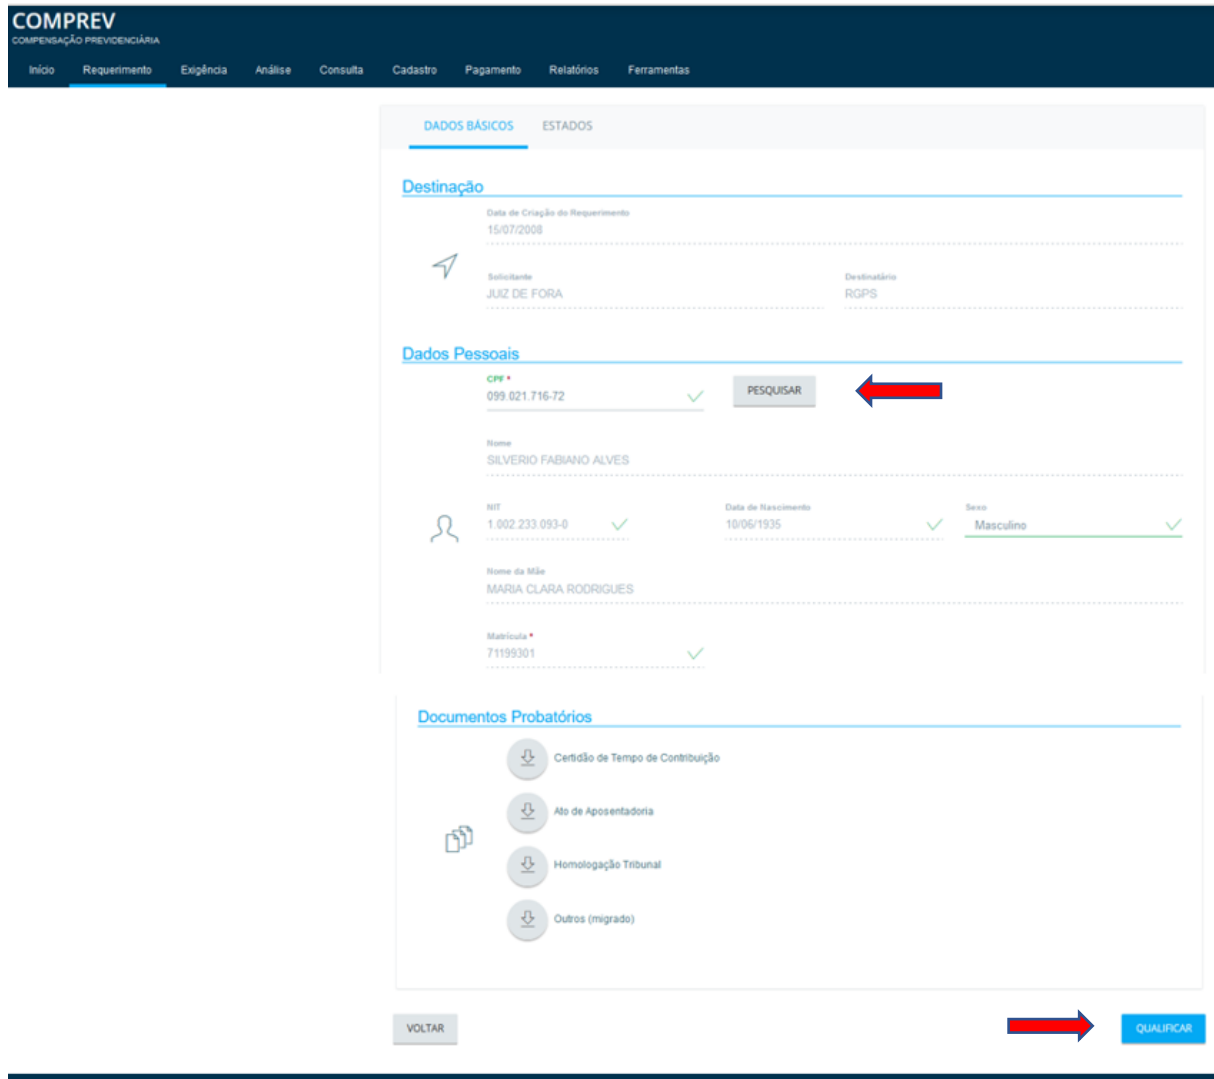 COMPREV
COMPENSAÇÃO PREVIDENCIÁRIA
Início Requerimento Exigência Análise Consulta Cadastro Pagamento Relatórios Ferramentas
DADOS BÁSICOS ESTADOS
Destinação
Data de Criação do Requerimento
15/07/2008
Solicitante Destinatário
JUIZ DE FORA RGPS
Dados Pessoais
CPF *
099.021.716-72 PESQUISAR
Nome
SILVERIO FABIANO ALVES
NIT Data de Nascimento Sexo
1.002.233.093-0 10/06/1935 Masculino
Nome da Mãe
MARIA CLARA RODRIGUES
Matrícula *
71199301
Documentos Probatórios
Certidão de Tempo de Contribuição
Ato de Aposentadoria
Homologação Tribunal
Outros (migrado)
VOLTAR QUALIFICAR